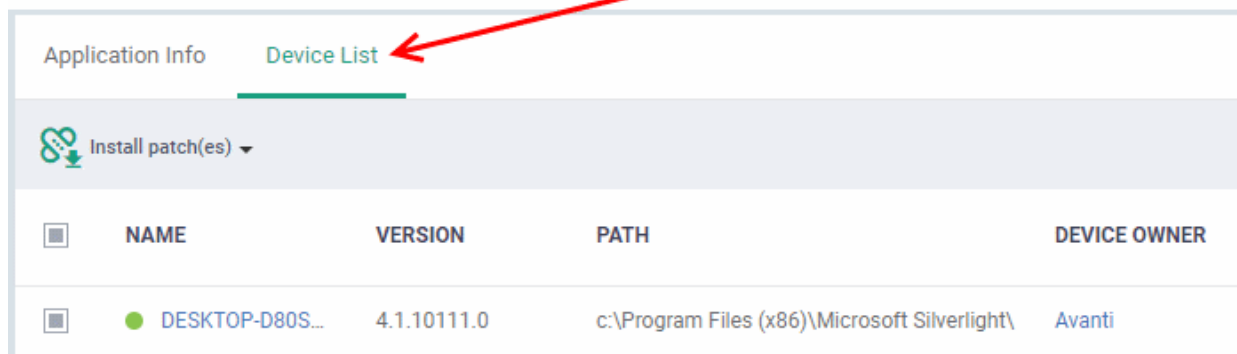 Application Info Device List
Install patch(es)
NAME VERSION PATH DEVICE OWNER
DESKTOP-D80S... 4.1.10111.0 c:\Program Files (x86)\Microsoft Silverlight\ Avanti